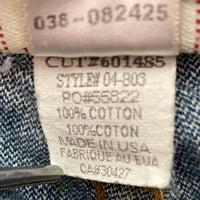 038-082425
CUT#601485
STYLE# 04-803
PO#55822
100% COTTON
100%COTON
MADE IN USA
FABRIQUE AU EUA
CA#30427